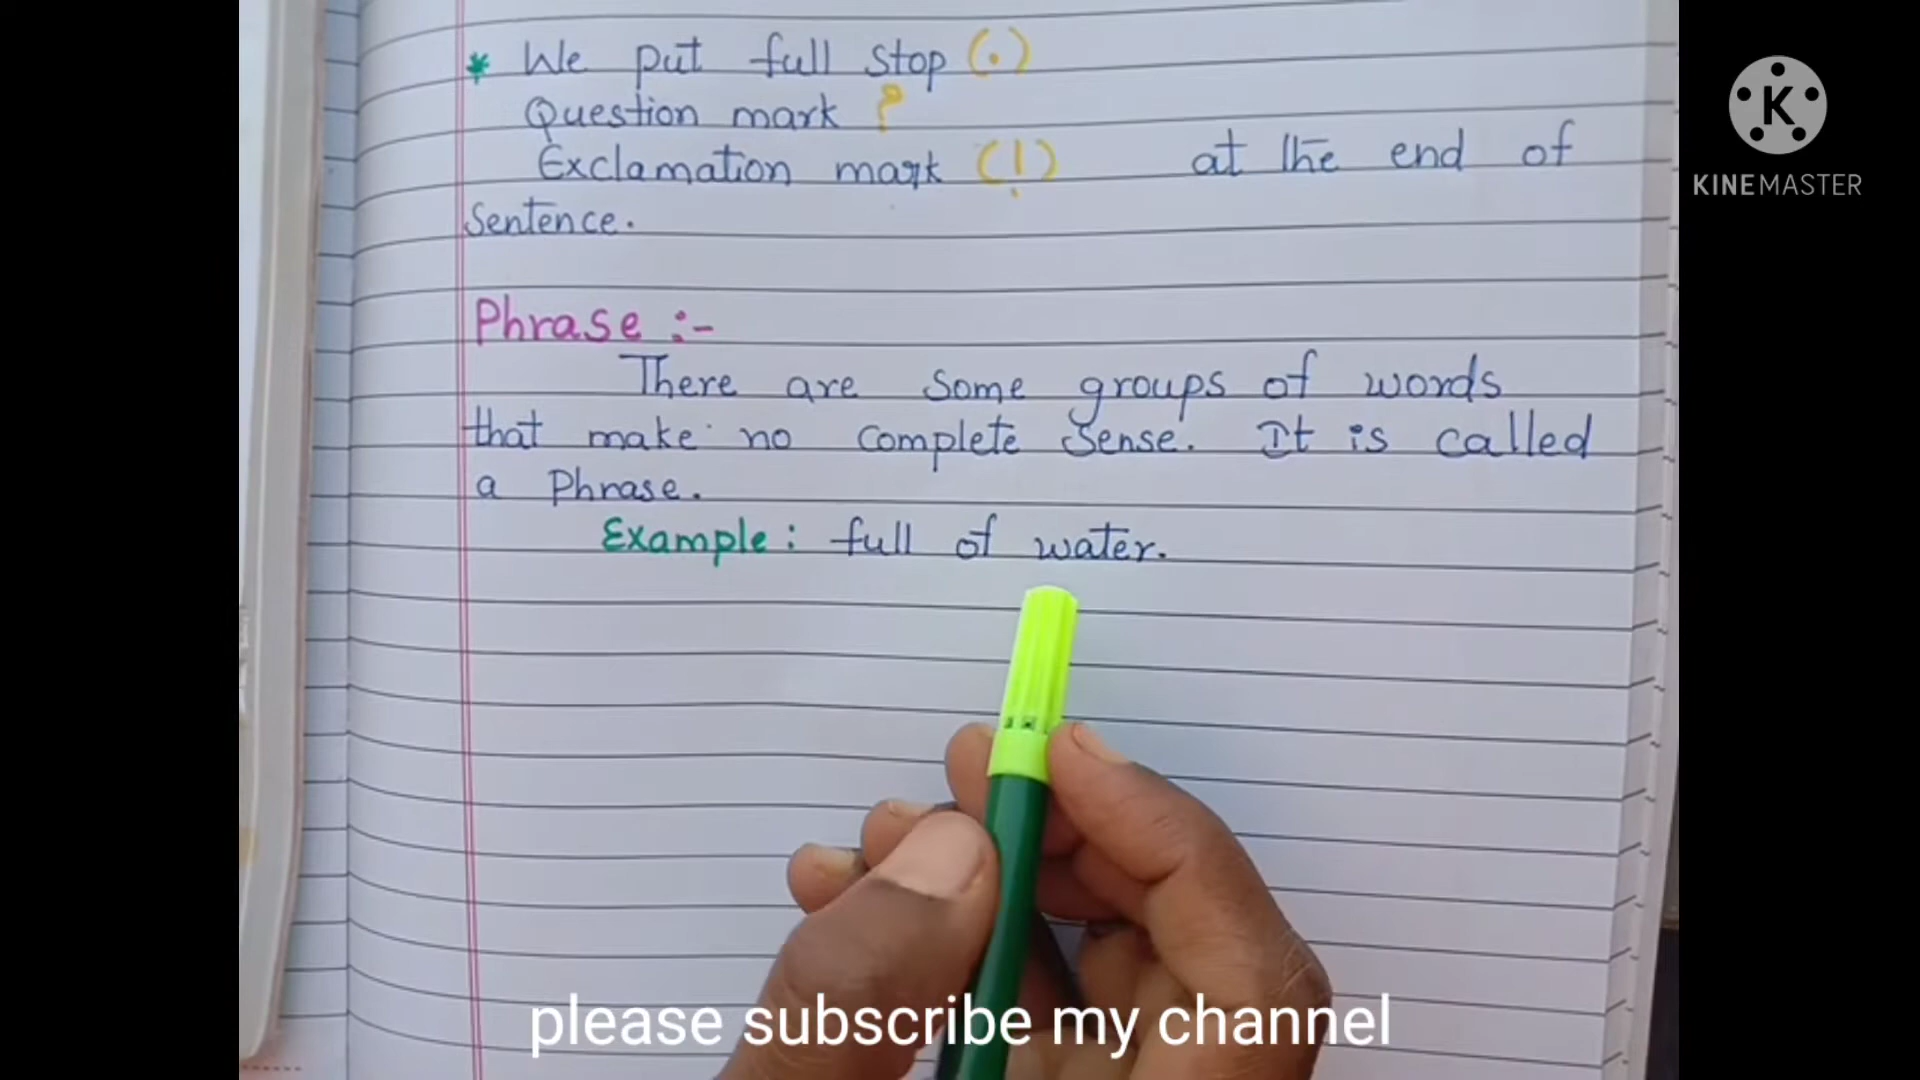 * We put full stop (.)
Question mark ?
Exclamation mark (!) at the end of
Sentence.
Phrase :-
There are some groups of words
that make no complete sense. It is called
a Phrase.
Example: full of water.
please subscribe my channel
K
KINEMASTER